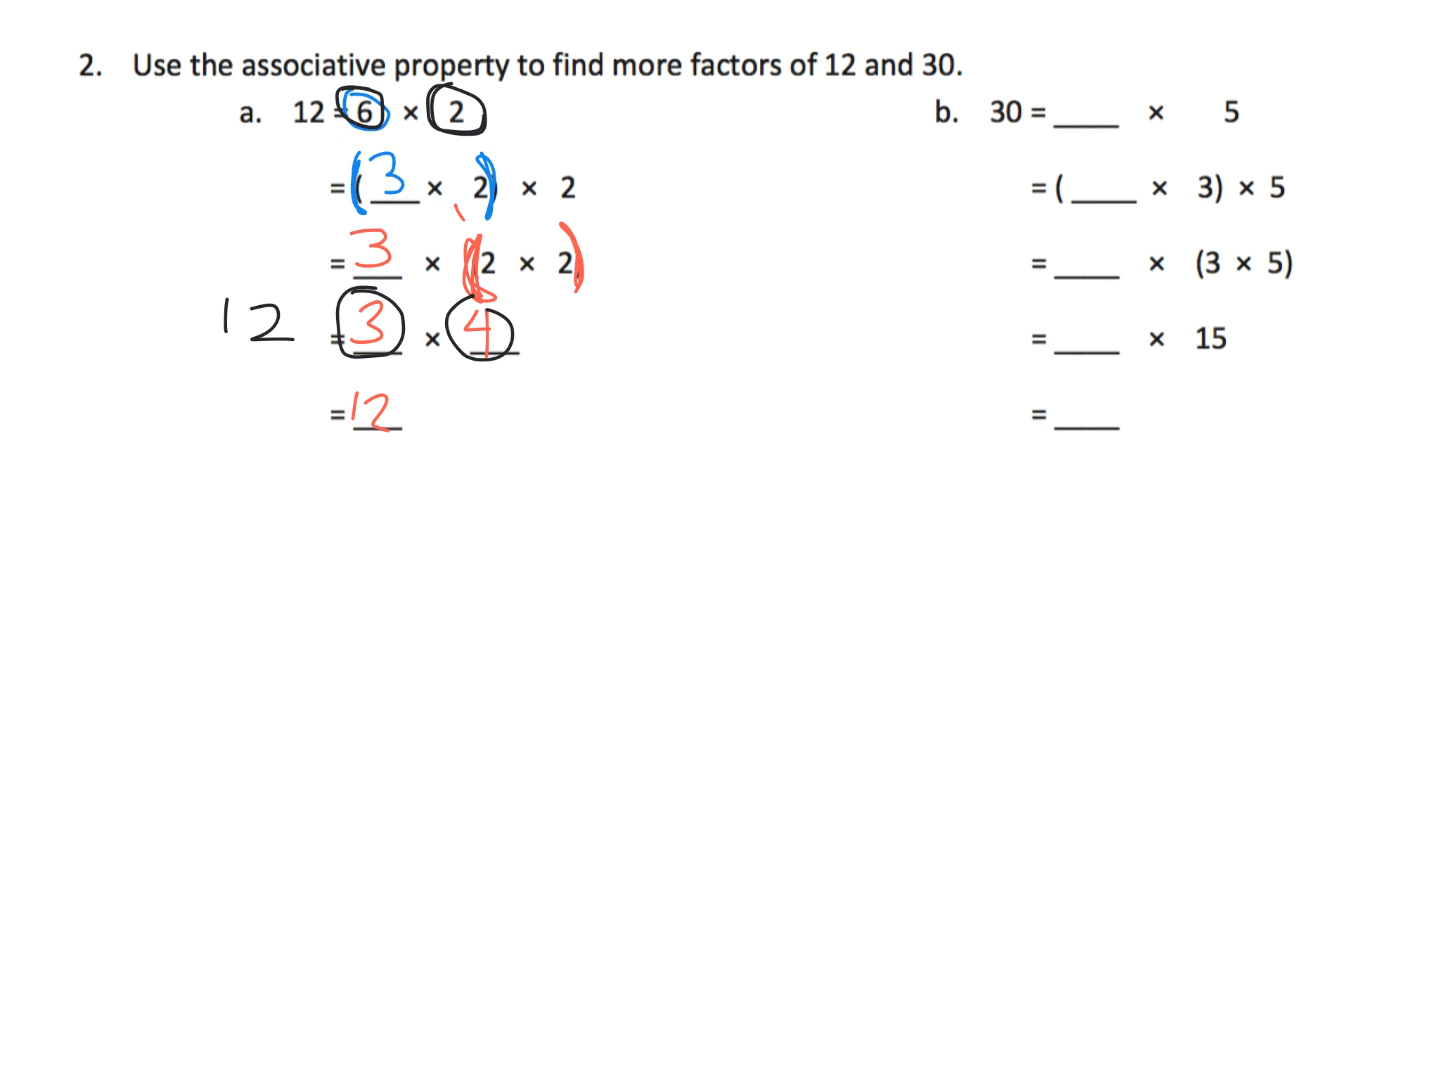 2. Use the associative property to find more factors of 12 and 30.
a. 12 = 6 × 2
= (3 × 2) × 2
= 3 × (2 × 2)
12 = 3 × 4
= 12
b. 30 = ____ × 5
= (____ × 3) × 5
= ____ × (3 × 5)
= ____ × 15
= ____